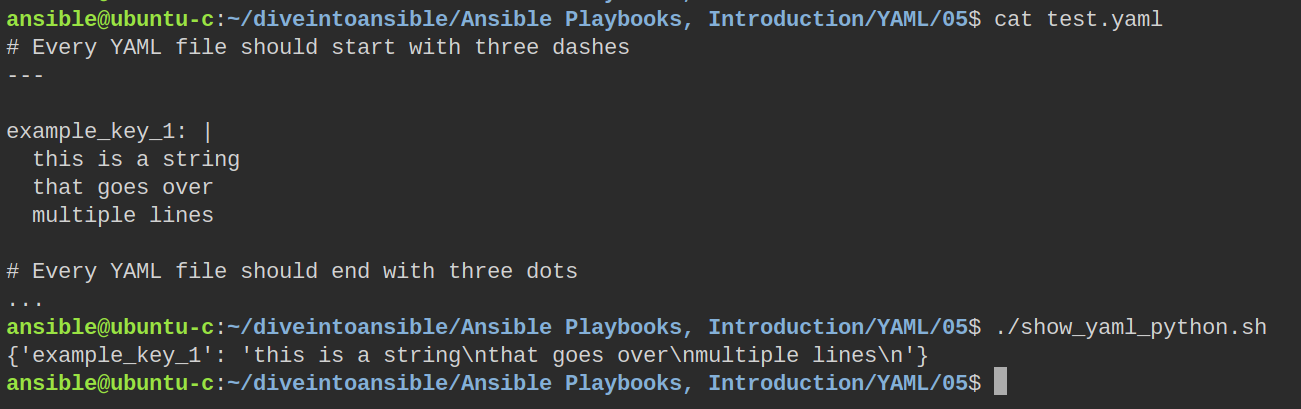 ansible@ubuntu-c:~/diveintoansible/Ansible Playbooks, Introduction/YAML/05$ cat test.yaml
# Every YAML file should start with three dashes
---
example_key_1: |
  this is a string
  that goes over
  multiple lines
# Every YAML file should end with three dots
...
ansible@ubuntu-c:~/diveintoansible/Ansible Playbooks, Introduction/YAML/05$ ./show_yaml_python.sh
{'example_key_1': 'this is a string\nthat goes over\nmultiple lines\n'}
ansible@ubuntu-c:~/diveintoansible/Ansible Playbooks, Introduction/YAML/05$